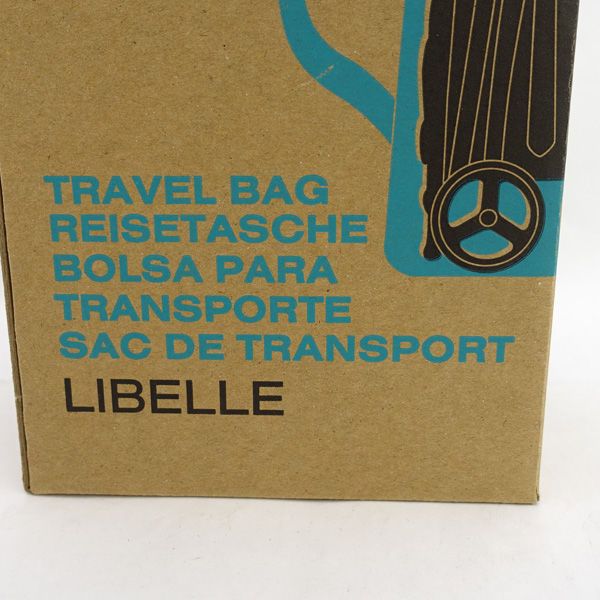 TRAVEL BAG
REISETASCHE
BOLSA PARA
TRANSPORTE
SAC DE TRANSPORT
LIBELLE